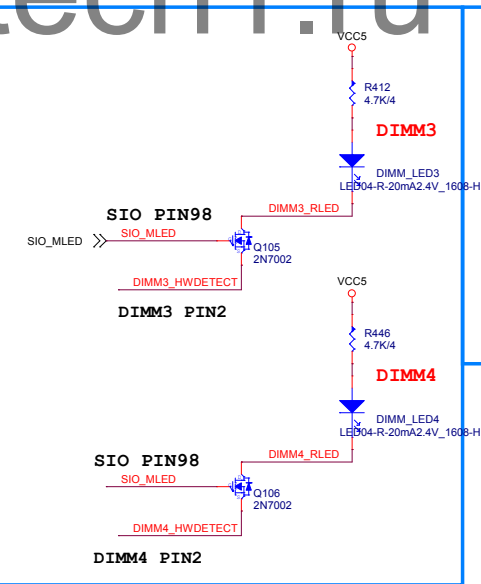 tech1.ru
VCC5
R412
4.7K/4
DIMM3
DIMM_LED3
LED04-R-20mA2.4V_1608-H
DIMM3_RLED
SIO PIN98
SIO_MLED
SIO_MLED
Q105
2N7002
DIMM3_HWDETECT
DIMM3 PIN2
VCC5
R446
4.7K/4
DIMM4
DIMM_LED4
LED04-R-20mA2.4V_1608-H
DIMM4_RLED
SIO PIN98
SIO_MLED
Q106
2N7002
DIMM4_HWDETECT
DIMM4 PIN2